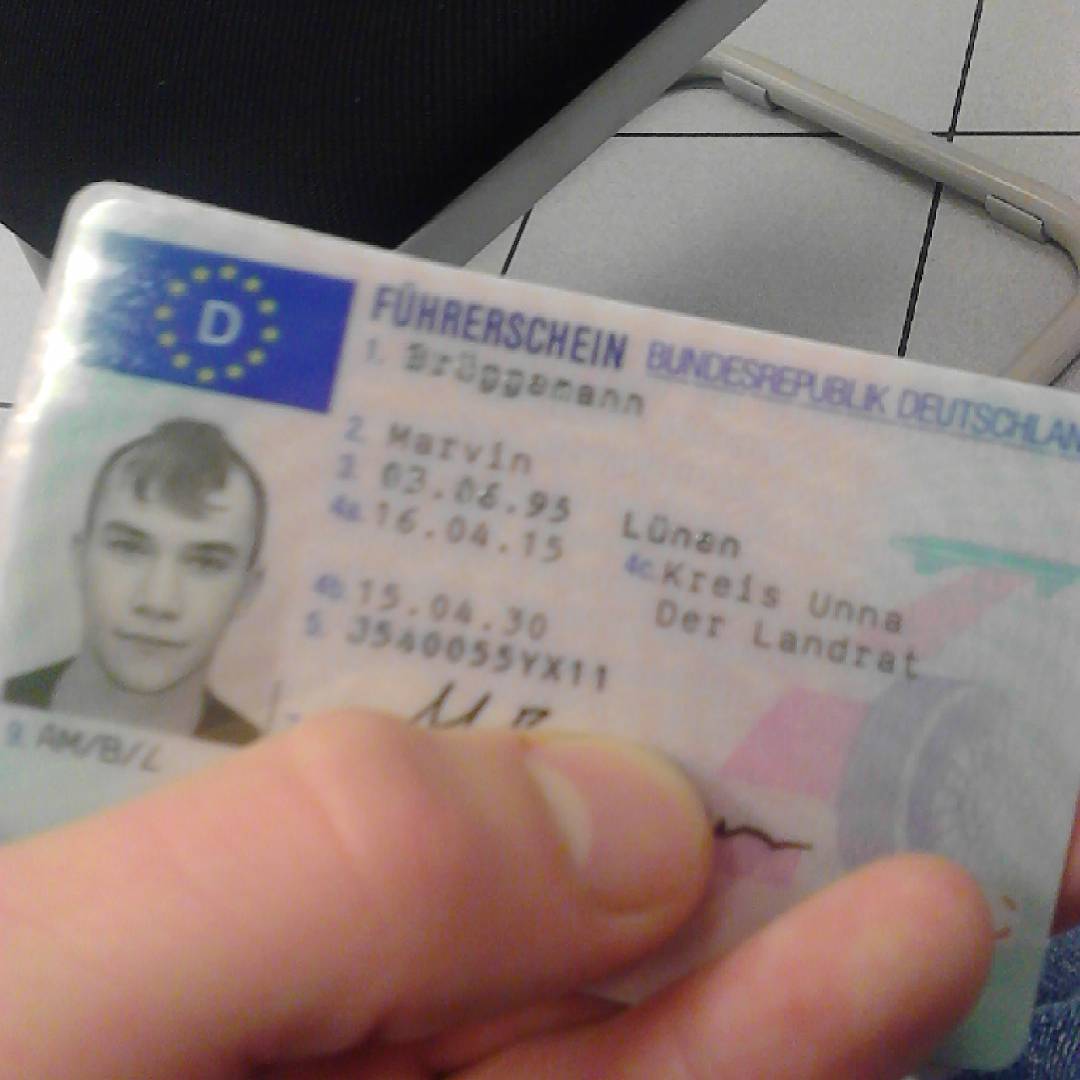 D
FÜHRERSCHEIN BUNDESREPUBLIK DEUTSCHLAN
1. Brüggemann
2. Marvin
3. 03.06.95 Lünen
4a. 16.04.15 4c. Kreis Unna
Der Landrat
4b. 15.04.30
5. J540055YX11
9. AM/B/L